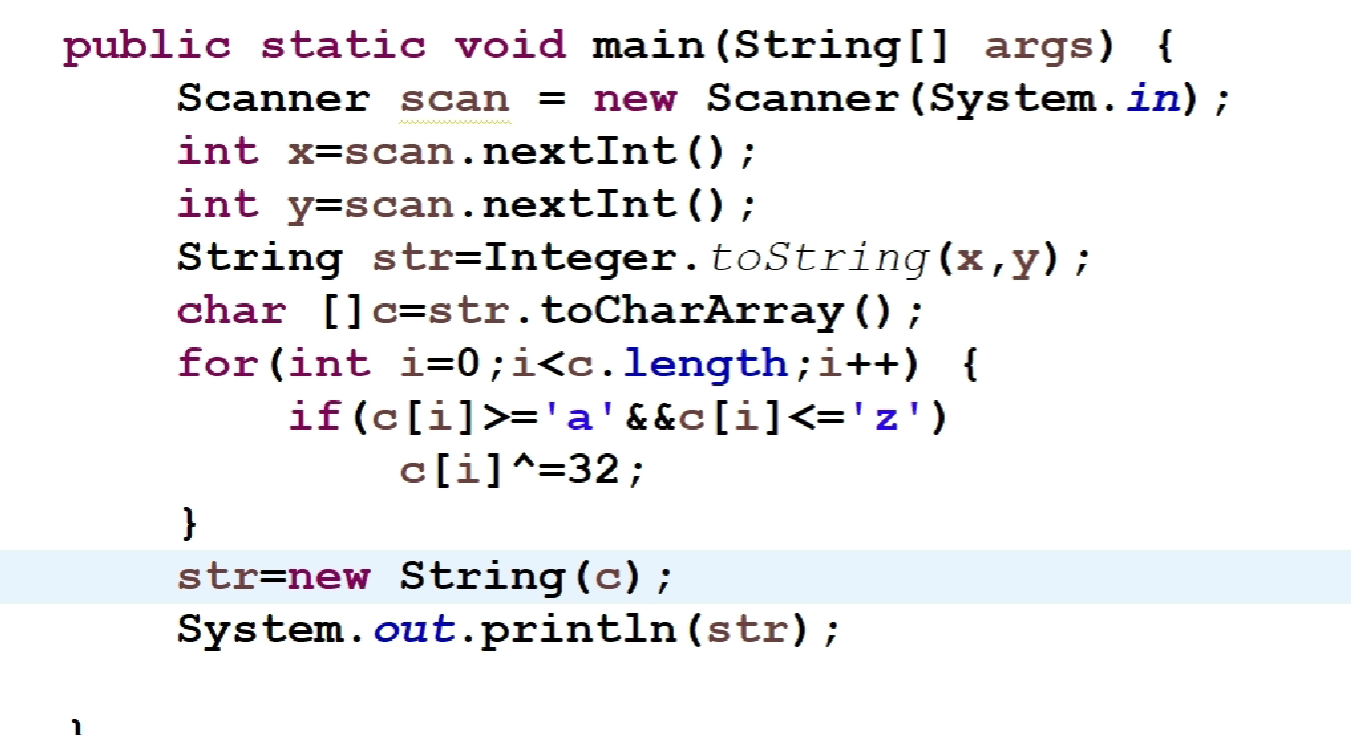 public static void main(String[] args) {
Scanner scan = new Scanner(System.in);
int x=scan.nextInt();
int y=scan.nextInt();
String str=Integer.toString(x,y);
char []c=str.toCharArray();
for(int i=0;i<c.length;i++) {
if(c[i]>='a'&&c[i]<='z')
c[i]^=32;
}
str=new String(c);
System.out.println(str);
}